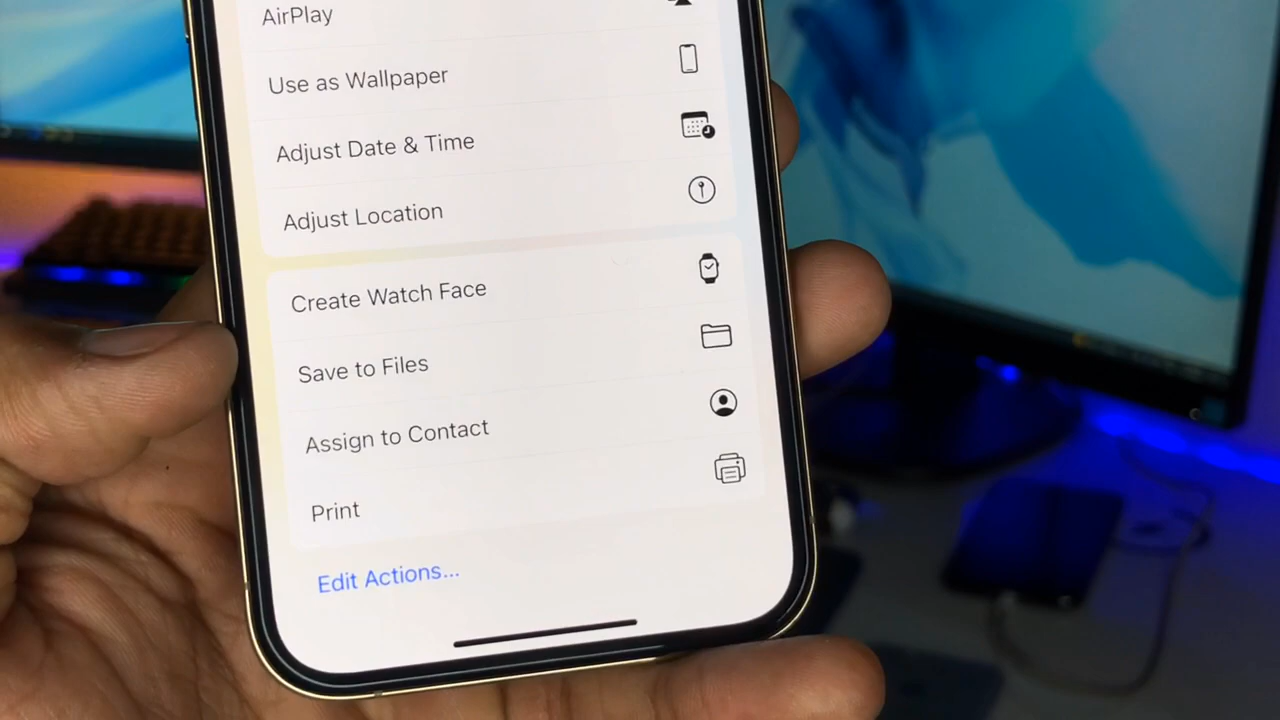 AirPlay
Use as Wallpaper
Adjust Date & Time
Adjust Location
Create Watch Face
Save to Files
Assign to Contact
Print
Edit Actions...